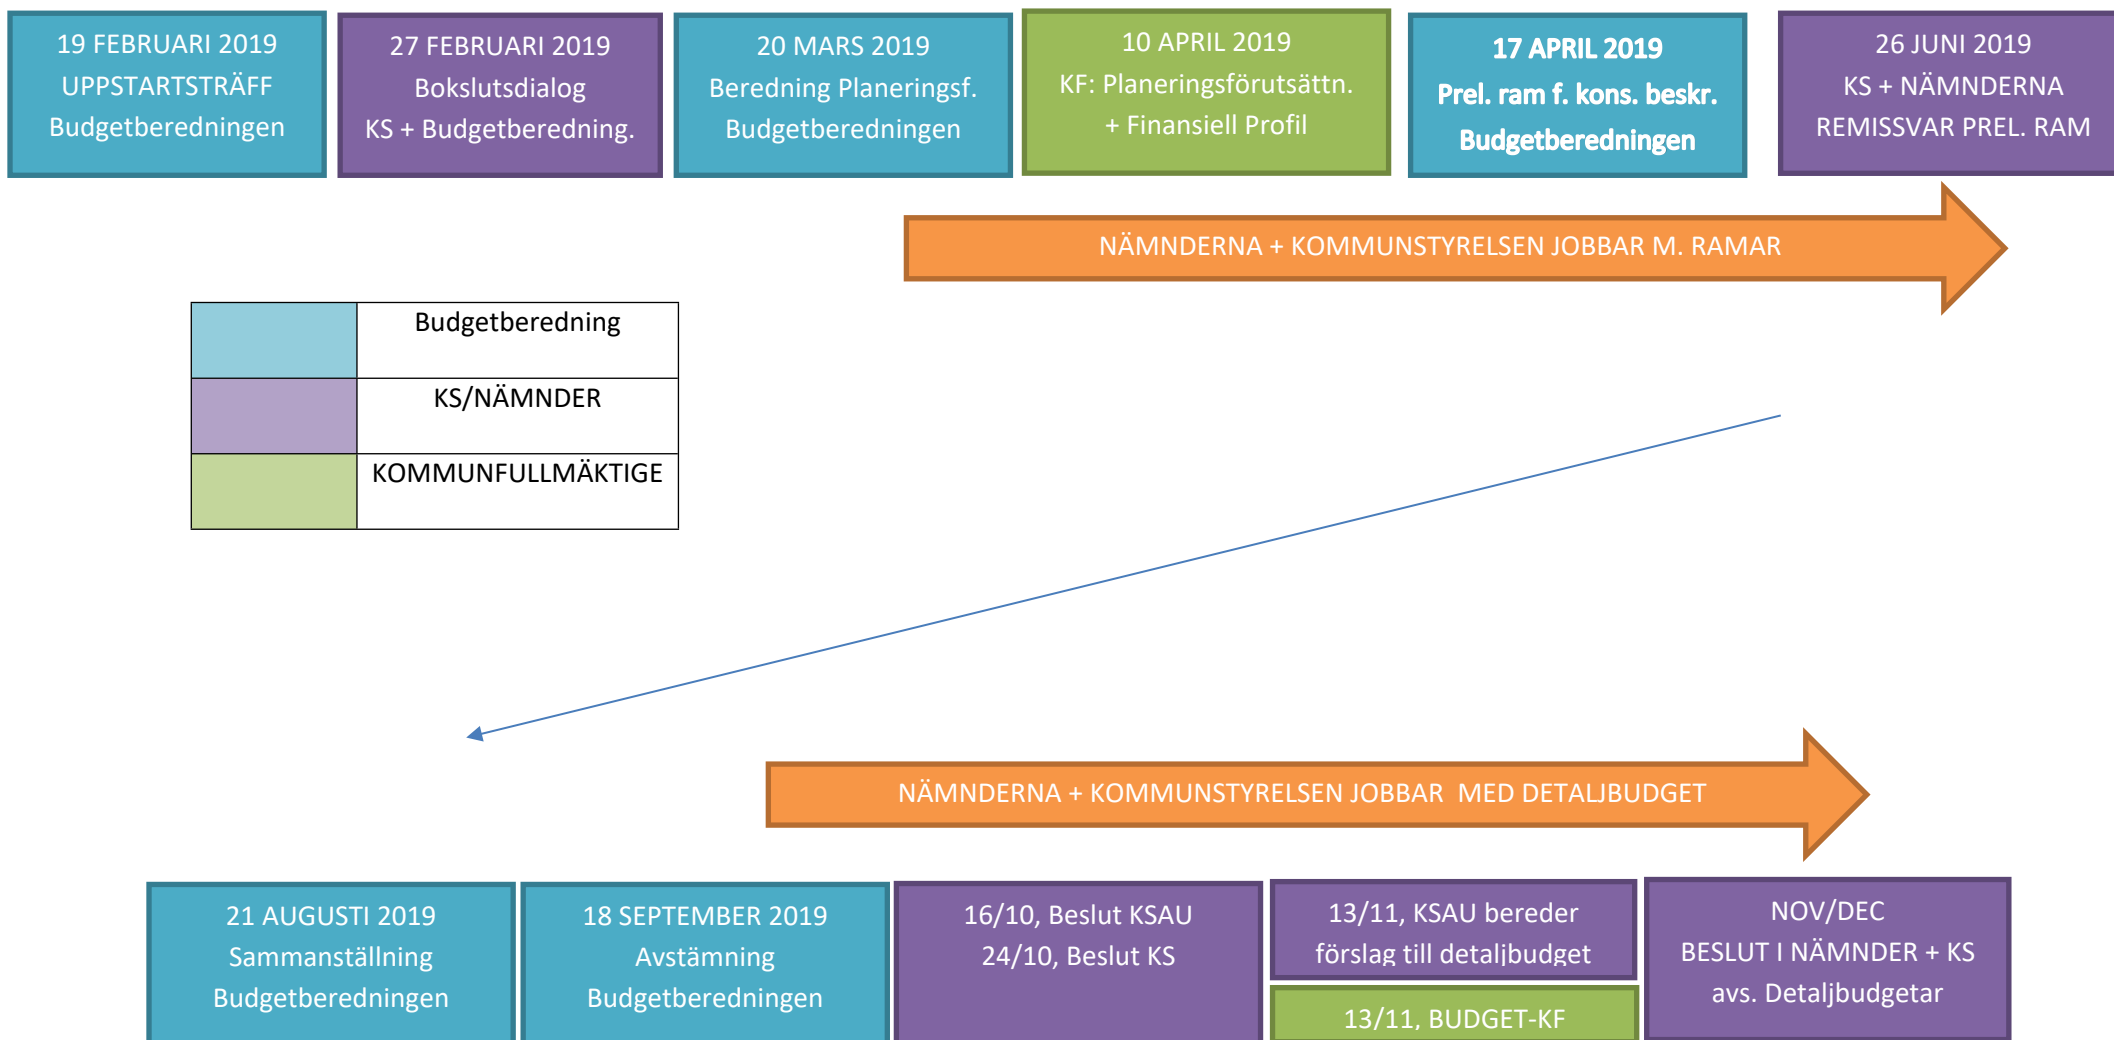 19 FEBRUARI 2019
UPPSTARTSTRÄFF
Budgetberedningen
27 FEBRUARI 2019
Bokslutsdialog
KS + Budgetberedning.
20 MARS 2019
Beredning Planeringsf.
Budgetberedningen
10 APRIL 2019
KF: Planeringsförutsättn.
+ Finansiell Profil
17 APRIL 2019
Prel. ram f. kons. beskr.
Budgetberedningen
26 JUNI 2019
KS + NÄMNDERNA
REMISSVAR PREL. RAM
NÄMNDERNA + KOMMUNSTYRELSEN JOBBAR M. RAMAR
Budgetberedning
KS/NÄMNDER
KOMMUNFULLMÄKTIGE
NÄMNDERNA + KOMMUNSTYRELSEN JOBBAR  MED DETALJBUDGET
21 AUGUSTI 2019
Sammanställning
Budgetberedningen
18 SEPTEMBER 2019
Avstämning
Budgetberedningen
16/10, Beslut KSAU
24/10, Beslut KS
13/11, KSAU bereder
förslag till detaljbudget
13/11, BUDGET-KF
NOV/DEC
BESLUT I NÄMNDER + KS
avs. Detaljbudgetar